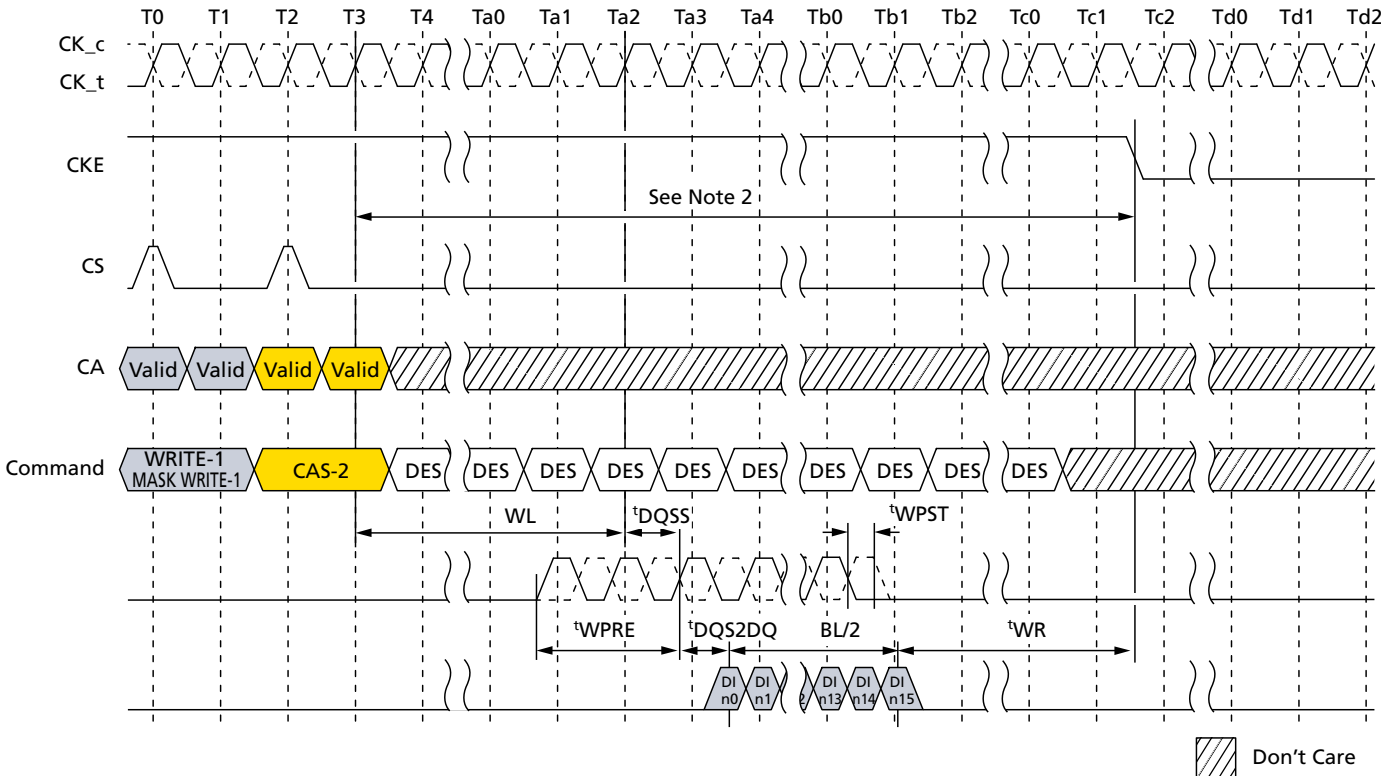 T0 T1 T2 T3 T4 Ta0 Ta1 Ta2 Ta3 Ta4 Tb0 Tb1 Tb2 Tc0 Tc1 Tc2 Td0 Td1 Td2
CK_c
CK_t
CKE
See Note 2
CS
CA Valid Valid Valid Valid
Command WRITE-1 MASK WRITE-1 CAS-2 DES DES DES DES DES DES DES DES DES DES
WL tDQSS tWPST
tWPRE tDQS2DQ BL/2 tWR
DI n0 DI n1 2 DI n13 DI n14 DI n15
Don't Care